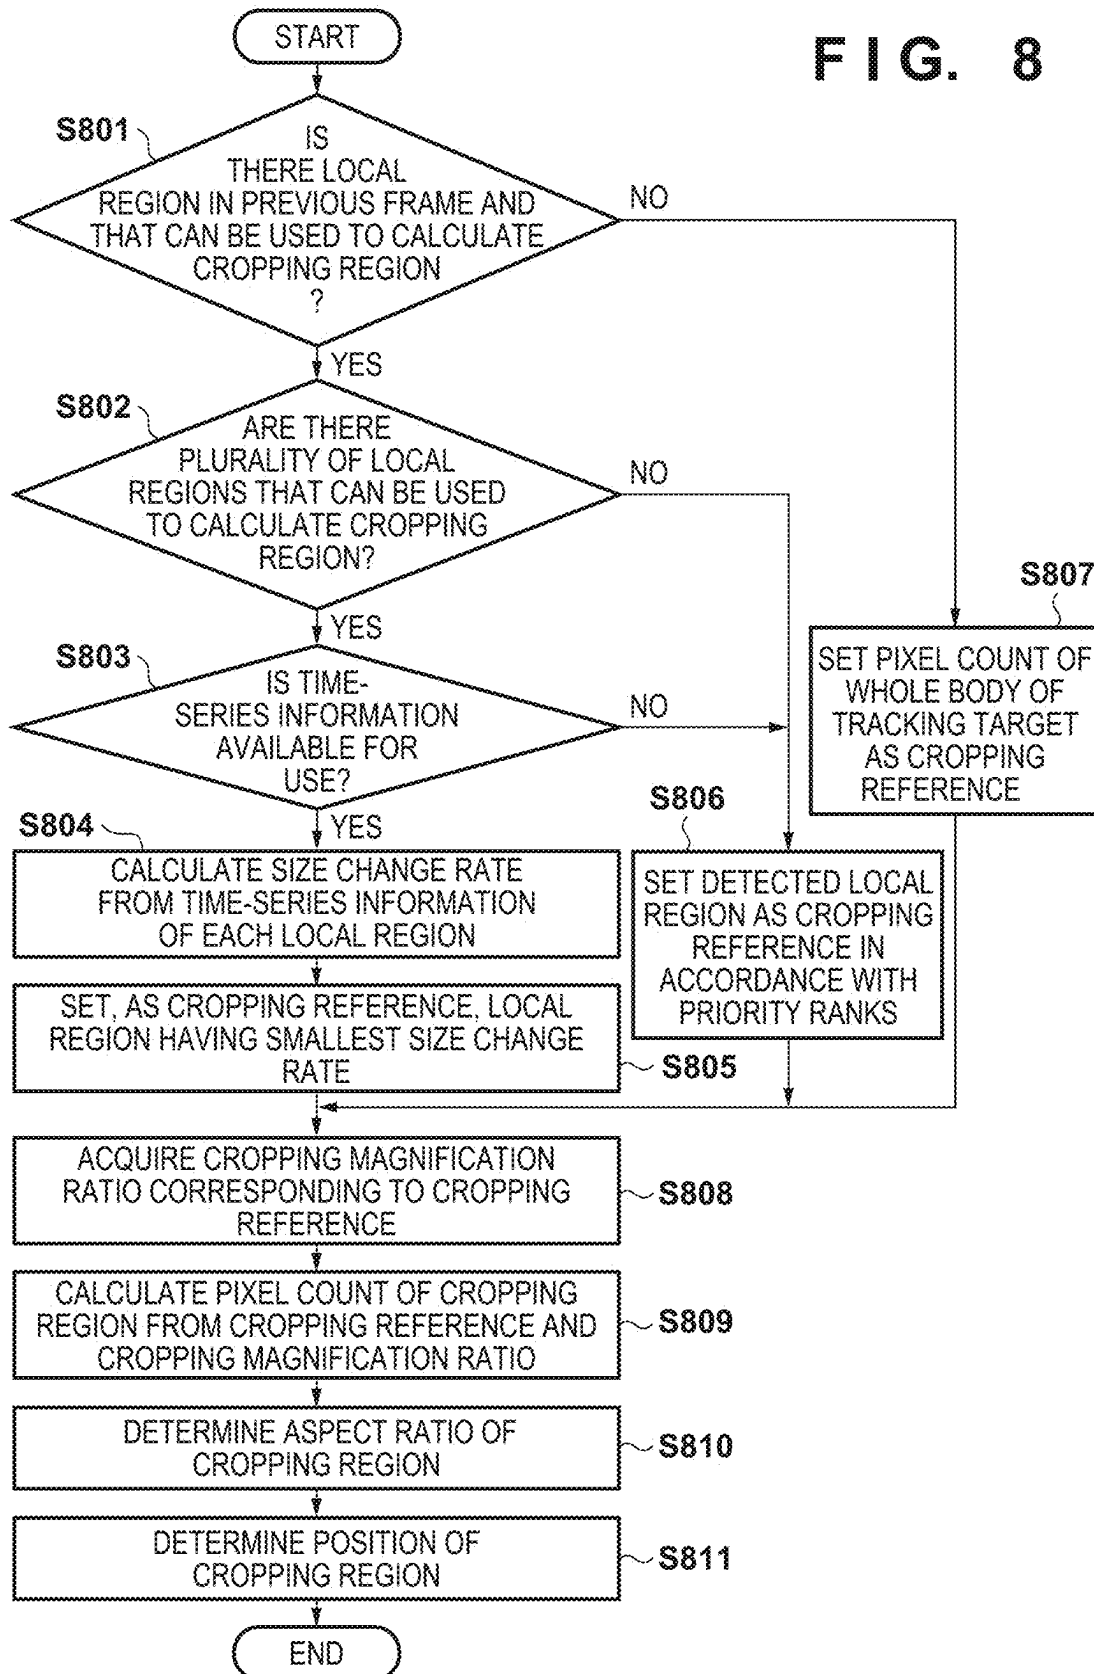 START
FIG. 8
S801
IS
THERE LOCAL
REGION IN PREVIOUS FRAME AND
THAT CAN BE USED TO CALCULATE
CROPPING REGION
?
NO
YES
S802
ARE THERE
PLURALITY OF LOCAL
REGIONS THAT CAN BE USED
TO CALCULATE CROPPING
REGION?
NO
YES
S803
IS TIME-
SERIES INFORMATION
AVAILABLE FOR
USE?
NO
YES
S807
SET PIXEL COUNT OF
WHOLE BODY OF
TRACKING TARGET
AS CROPPING
REFERENCE
S804
CALCULATE SIZE CHANGE RATE
FROM TIME-SERIES INFORMATION
OF EACH LOCAL REGION
S806
SET DETECTED LOCAL
REGION AS CROPPING
REFERENCE IN
ACCORDANCE WITH
PRIORITY RANKS
SET, AS CROPPING REFERENCE, LOCAL
REGION HAVING SMALLEST SIZE CHANGE
RATE
S805
ACQUIRE CROPPING MAGNIFICATION
RATIO CORRESPONDING TO CROPPING
REFERENCE
S808
CALCULATE PIXEL COUNT OF CROPPING
REGION FROM CROPPING REFERENCE AND
CROPPING MAGNIFICATION RATIO
S809
DETERMINE ASPECT RATIO OF
CROPPING REGION
S810
DETERMINE POSITION OF
CROPPING REGION
S811
END